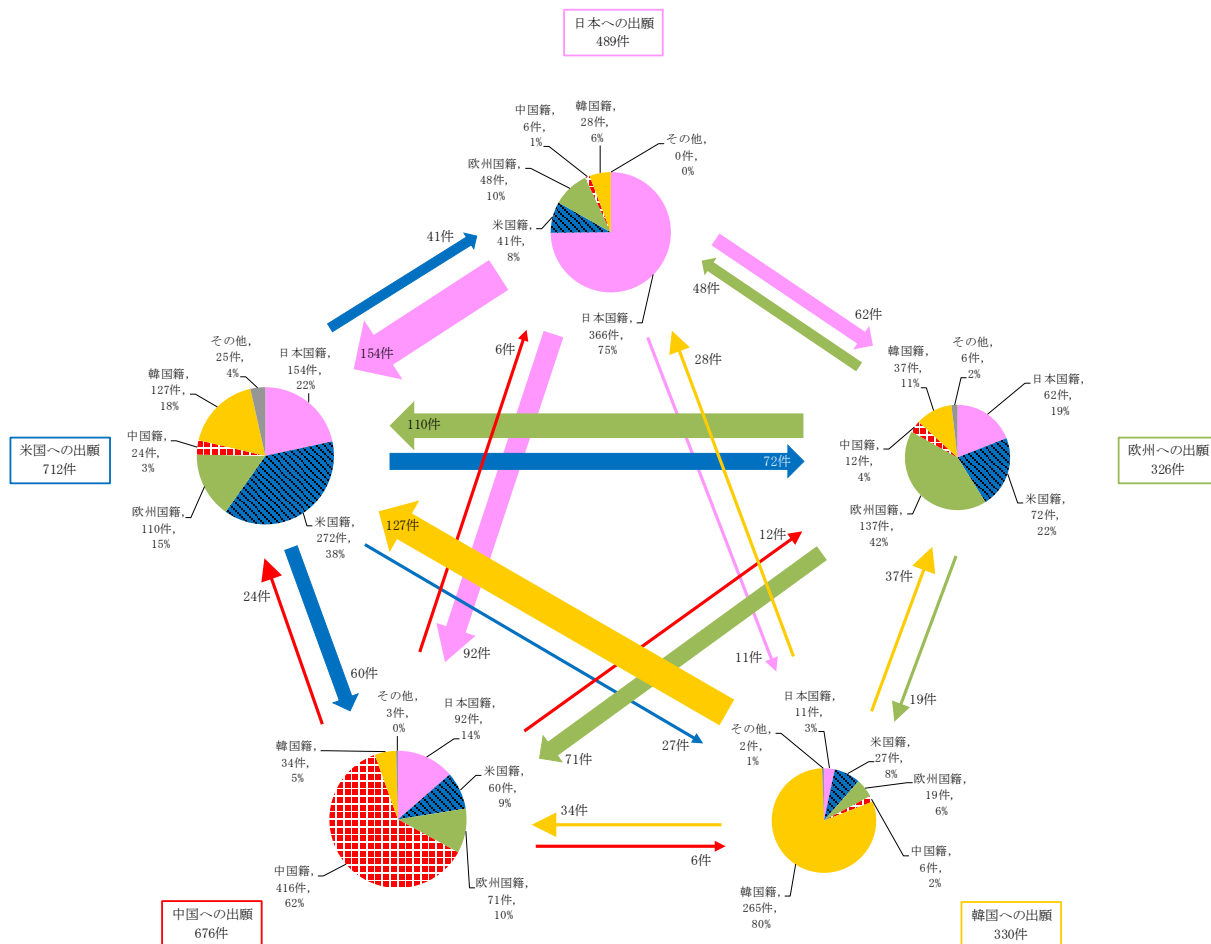 日本への出願
489件
中国籍,
6件,
1%
韓国籍,
28件,
6%
その他,
0件,
0%
欧州国籍,
48件,
10%
米国籍,
41件,
8%
日本国籍,
366件,
75%
41件
154件
6件
92件
11件
28件
48件
62件
米国への出願
712件
その他,
25件,
4%
日本国籍,
154件,
22%
韓国籍,
127件,
18%
中国籍,
24件,
3%
欧州国籍,
110件,
15%
米国籍,
272件,
38%
110件
72件
127件
欧州への出願
326件
韓国籍,
37件,
11%
その他,
6件,
2%
日本国籍,
62件,
19%
中国籍,
12件,
4%
欧州国籍,
137件,
42%
米国籍,
72件,
22%
24件
60件
12件
37件
19件
71件
27件
34件
6件
中国への出願
676件
その他,
3件,
0%
日本国籍,
92件,
14%
韓国籍,
34件,
5%
米国籍,
60件,
9%
中国籍,
416件,
62%
欧州国籍,
71件,
10%
韓国への出願
330件
日本国籍,
11件,
3%
その他,
2件,
1%
米国籍,
27件,
8%
欧州国籍,
19件,
6%
中国籍,
6件,
2%
韓国籍,
265件,
80%